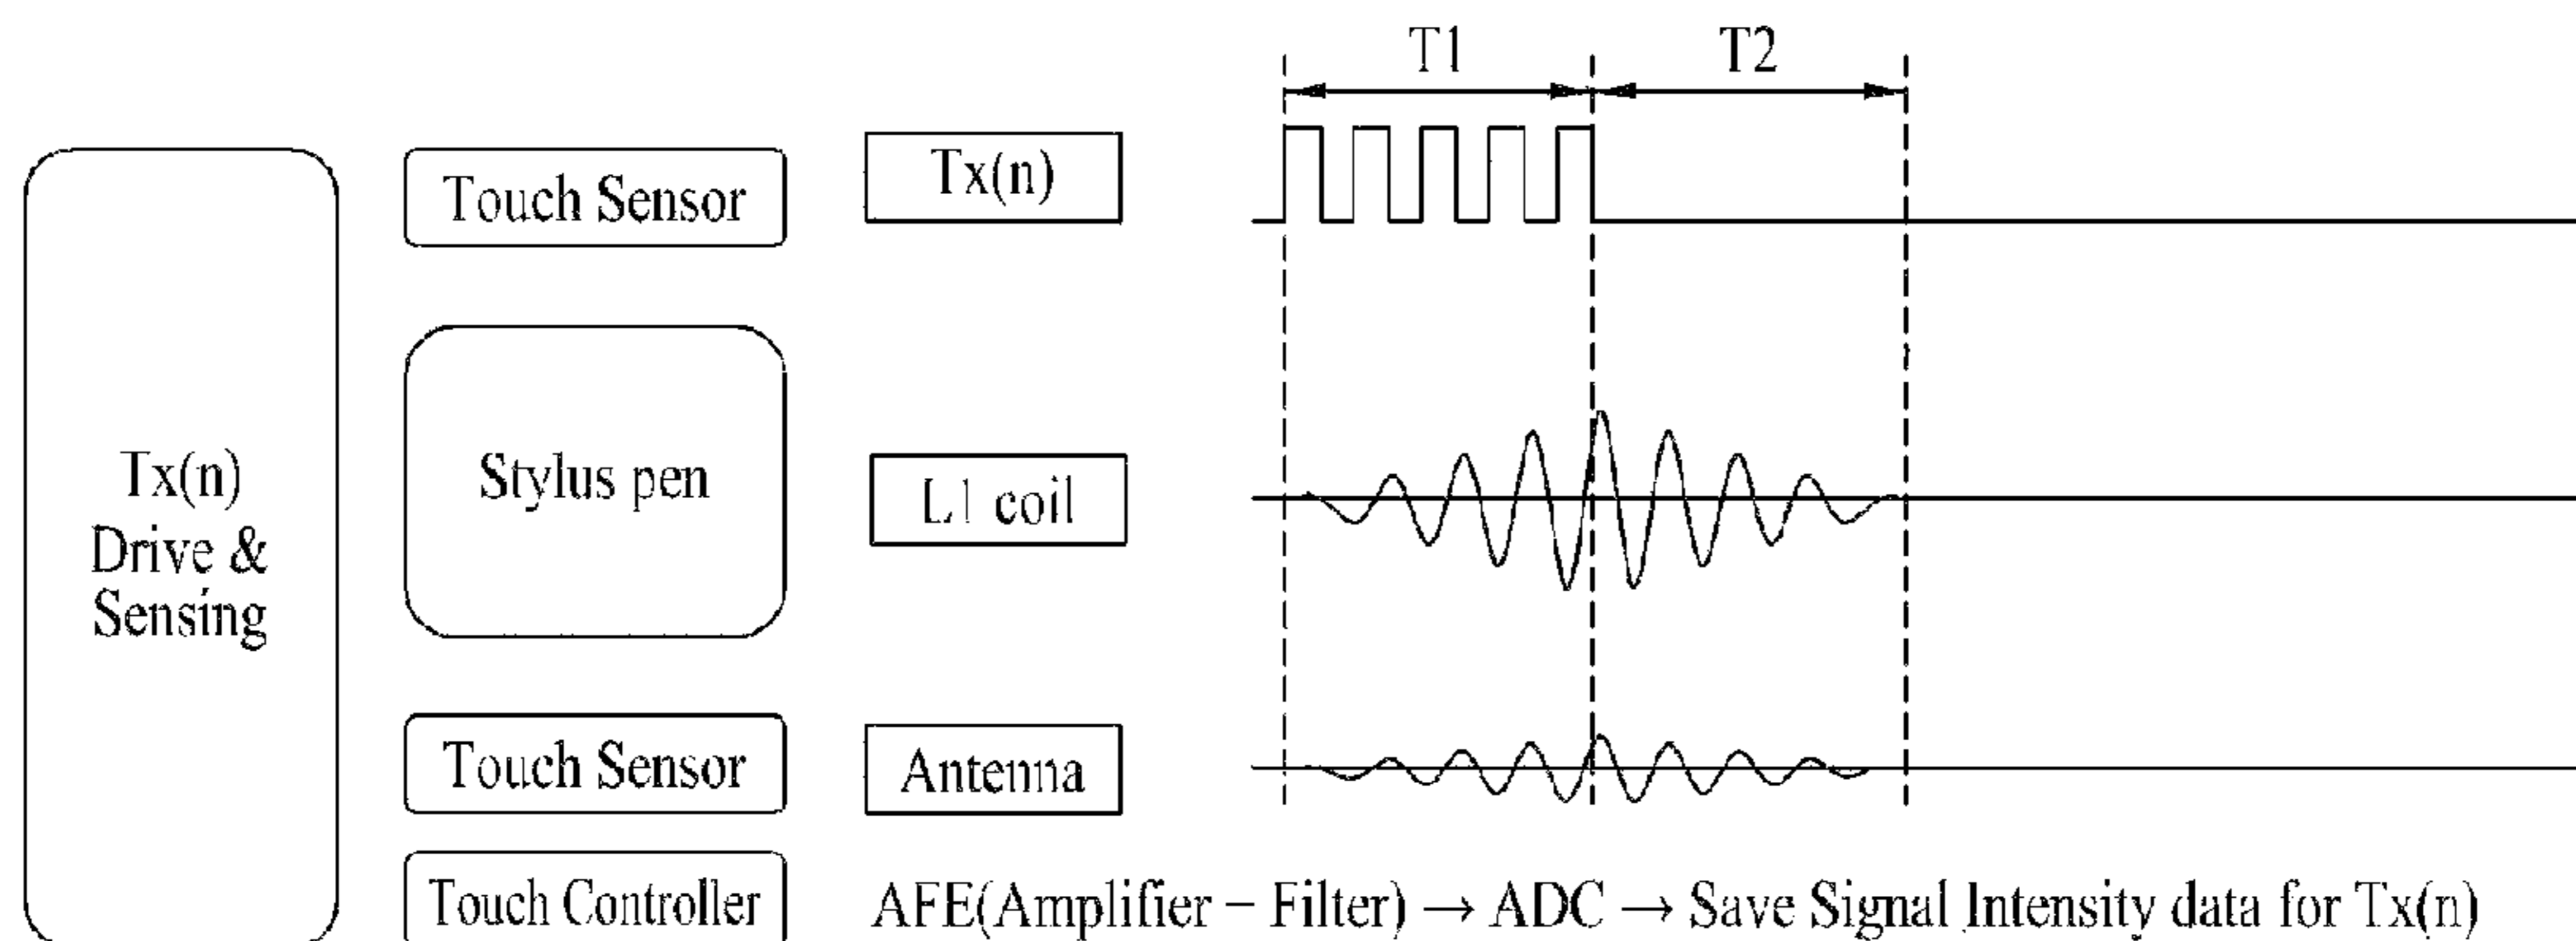 T1
T2
Touch Sensor
Tx(n)
Tx(n)
Drive &
Sensing
Stylus pen
L1 coil
Touch Sensor
Antenna
Touch Controller
AFE(Amplifier − Filter) → ADC → Save Signal Intensity data for Tx(n)